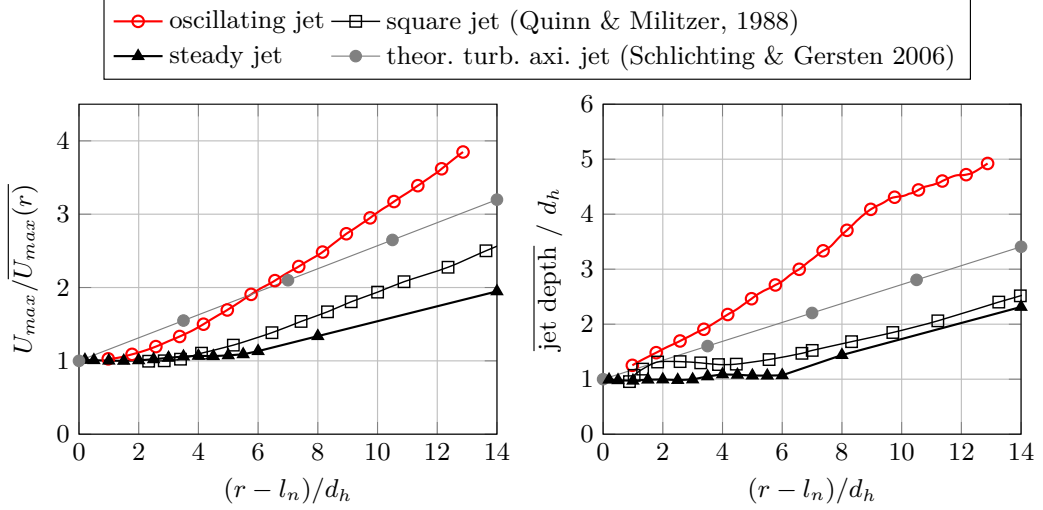 oscillating jet square jet (Quinn & Militzer, 1988)
steady jet theor. turb. axi. jet (Schlichting & Gersten 2006)
U_max/U_max(r)
4
3
2
1
0
0 2 4 6 8 10 12 14
(r − l_n)/d_h
jet depth / d_h
6
5
4
3
2
1
0
0 2 4 6 8 10 12 14
(r − l_n)/d_h